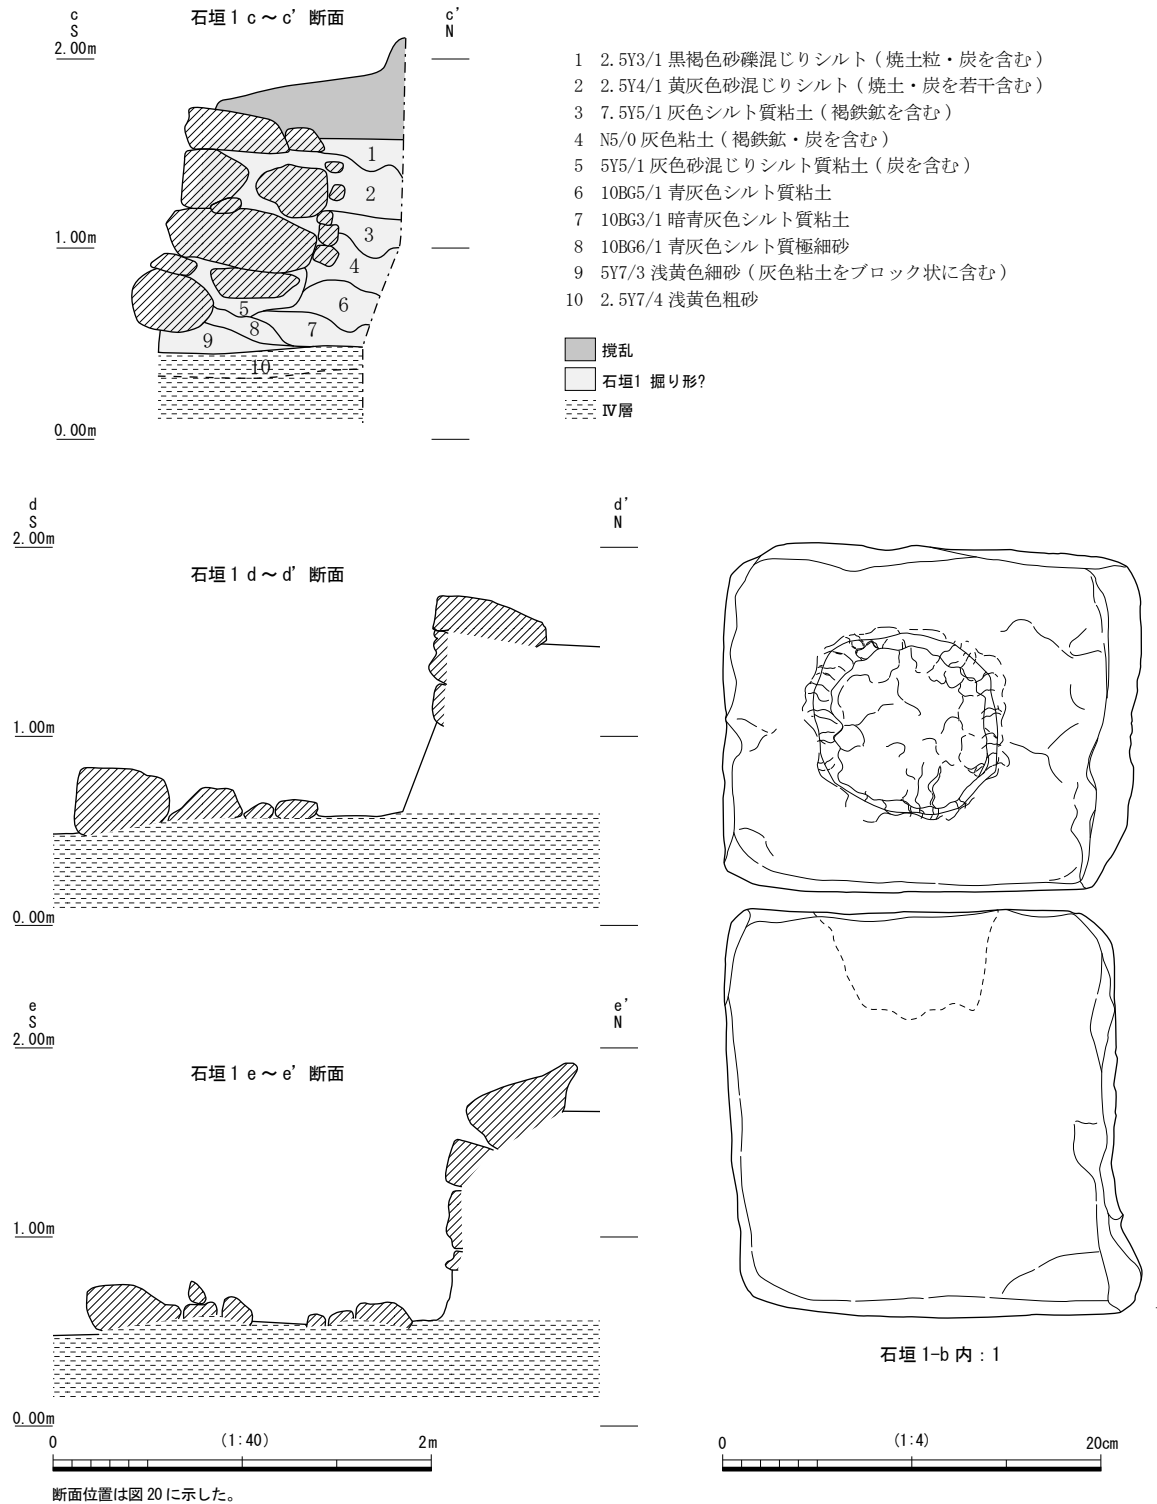 石垣 1 c ~ c’ 断面
c
S
2.00m
c’
N
1.00m
0.00m
1
2
3
4
5
6
7
8
9
10
1 2.5Y3/1 黒褐色砂礫混じりシルト ( 焼土粒・炭を含む )
2 2.5Y4/1 黄灰色砂混じりシルト ( 焼土・炭を若干含む )
3 7.5Y5/1 灰色シルト質粘土 ( 褐鉄鉱を含む )
4 N5/0 灰色粘土 ( 褐鉄鉱・炭を含む )
5 5Y5/1 灰色砂混じりシルト質粘土 ( 炭を含む )
6 10BG5/1 青灰色シルト質粘土
7 10BG3/1 暗青灰色シルト質粘土
8 10BG6/1 青灰色シルト質極細砂
9 5Y7/3 浅黄色細砂 ( 灰色粘土をブロック状に含む )
10 2.5Y7/4 浅黄色粗砂
撹乱
石垣1 掘り形?
Ⅳ層
d
S
2.00m
d’
N
石垣 1 d ~ d’ 断面
1.00m
0.00m
e
S
2.00m
e’
N
石垣 1 e ~ e’ 断面
1.00m
0.00m
石垣 1-b 内 : 1
0 (1:40) 2m
0 (1:4) 20cm
断面位置は図 20 に示した。